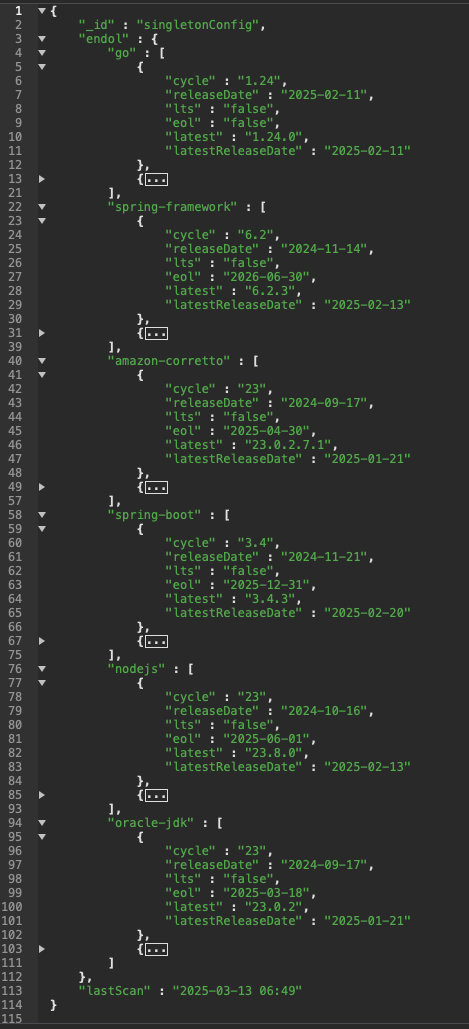 1 {
2 "_id" : "singletonConfig",
3 "endol" : {
4 "go" : [
5 {
6 "cycle" : "1.24",
7 "releaseDate" : "2025-02-11",
8 "lts" : "false",
9 "eol" : "false",
10 "latest" : "1.24.0",
11 "latestReleaseDate" : "2025-02-11"
12 },
13 {...
21 ],
22 "spring-framework" : [
23 {
24 "cycle" : "6.2",
25 "releaseDate" : "2024-11-14",
26 "lts" : "false",
27 "eol" : "2026-06-30",
28 "latest" : "6.2.3",
29 "latestReleaseDate" : "2025-02-13"
30 },
31 {...
39 ],
40 "amazon-corretto" : [
41 {
42 "cycle" : "23",
43 "releaseDate" : "2024-09-17",
44 "lts" : "false",
45 "eol" : "2025-04-30",
46 "latest" : "23.0.2.7.1",
47 "latestReleaseDate" : "2025-01-21"
48 },
49 {...
57 ],
58 "spring-boot" : [
59 {
60 "cycle" : "3.4",
61 "releaseDate" : "2024-11-21",
62 "lts" : "false",
63 "eol" : "2025-12-31",
64 "latest" : "3.4.3",
65 "latestReleaseDate" : "2025-02-20"
66 },
67 {...
75 ],
76 "nodejs" : [
77 {
78 "cycle" : "23",
79 "releaseDate" : "2024-10-16",
80 "lts" : "false",
81 "eol" : "2025-06-01",
82 "latest" : "23.8.0",
83 "latestReleaseDate" : "2025-02-13"
84 },
85 {...
93 ],
94 "oracle-jdk" : [
95 {
96 "cycle" : "23",
97 "releaseDate" : "2024-09-17",
98 "lts" : "false",
99 "eol" : "2025-03-18",
100 "latest" : "23.0.2",
101 "latestReleaseDate" : "2025-01-21"
102 },
103 {...
111 ]
112 },
113 "lastScan" : "2025-03-13 06:49"
114 }
115